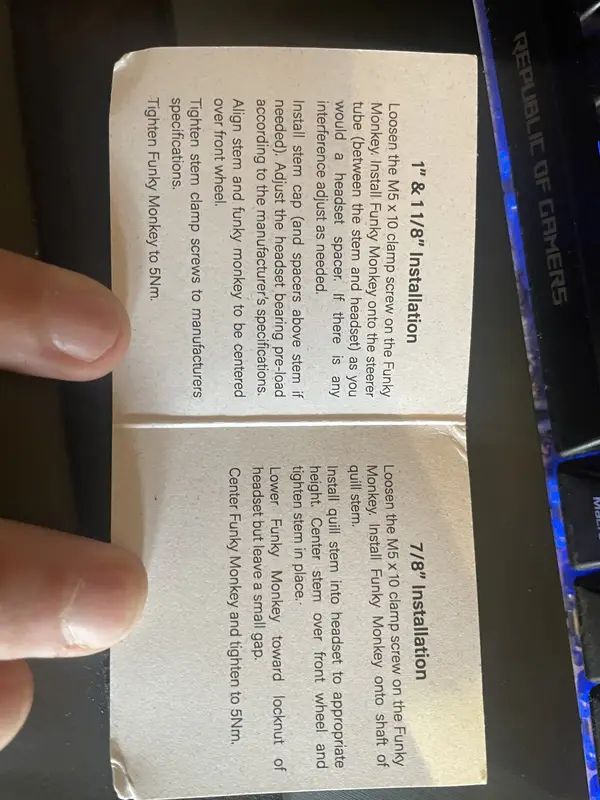 1" & 1 1/8" Installation
Loosen the M5 x 10 clamp screw on the Funky
Monkey. Install Funky Monkey onto the steerer
tube (between the stem and headset) as you
would a headset spacer. If there is any
interference adjust as needed.
Install stem cap (and spacers above stem if
needed). Adjust the headset bearing pre-load
according to the manufacturer's specifications.
Align stem and funky monkey to be centered
over front wheel.
Tighten stem clamp screws to manufacturers
specifications.
Tighten Funky Monkey to 5Nm.
7/8" Installation
Loosen the M5 x 10 clamp screw on the Funky
Monkey. Install Funky Monkey onto shaft of
quill stem.
Install quill stem into headset to appropriate
height. Center stem over front wheel and
tighten stem in place.
Lower Funky Monkey toward locknut of
headset but leave a small gap.
Center Funky Monkey and tighten to 5Nm.
REPUBLIC OF GAMERS